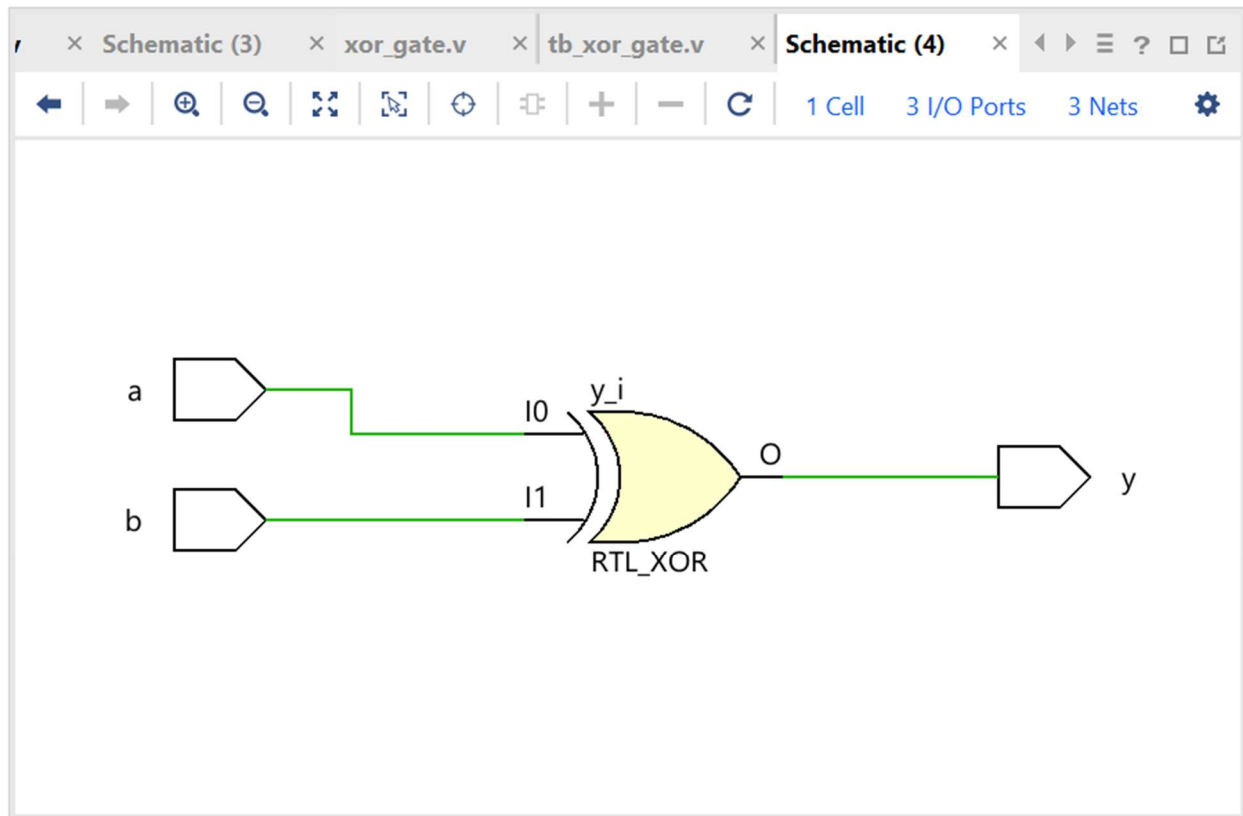 Schematic (3) xor_gate.v tb_xor_gate.v Schematic (4) ?
1 Cell 3 I/O Ports 3 Nets
y_i
a
I0
O
y
I1
b
RTL_XOR